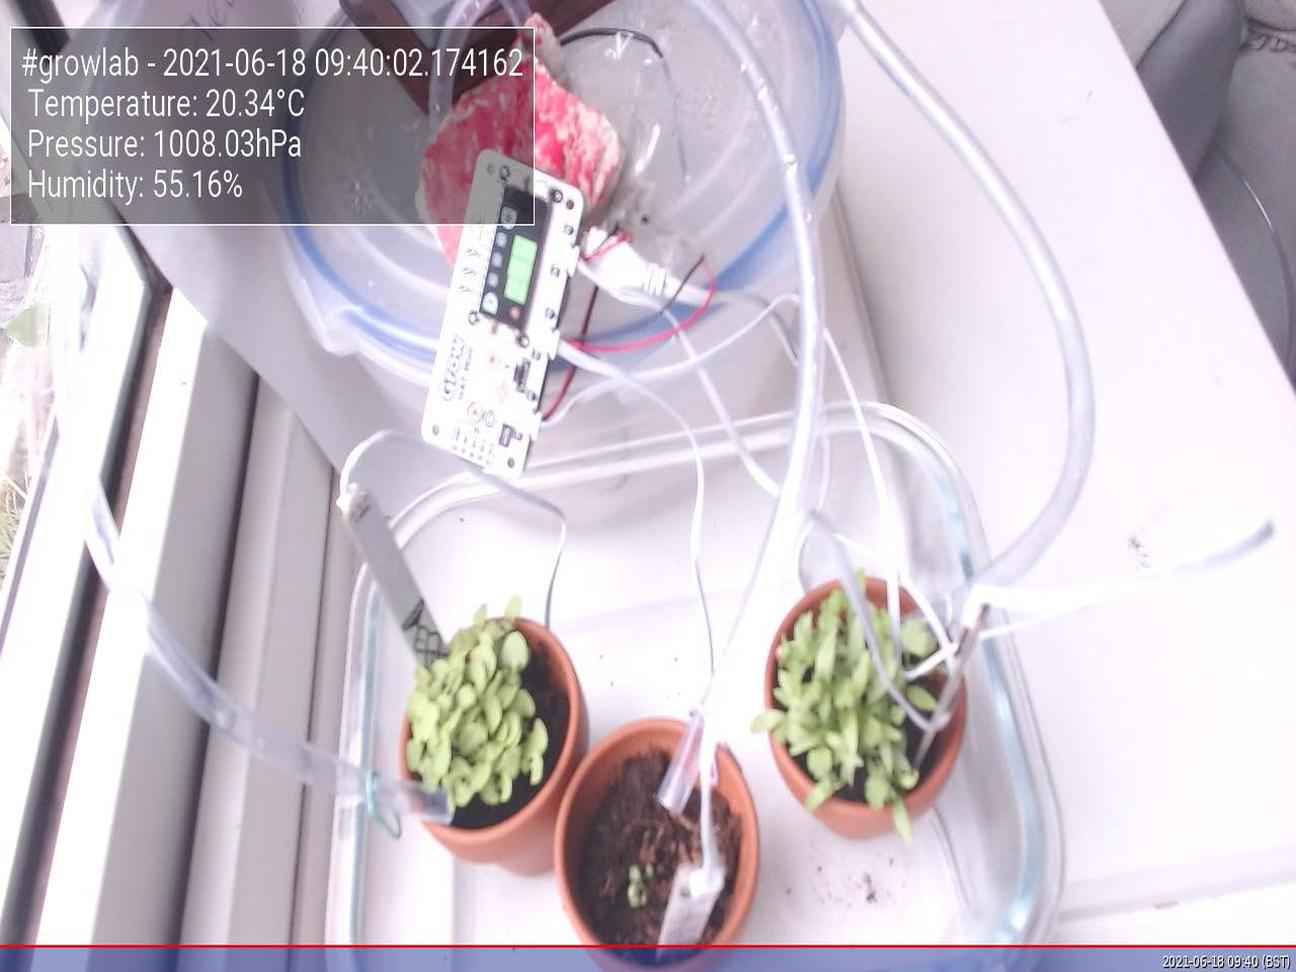 #growlab - 2021-06-18 09:40:02.174162
Temperature: 20.34°C
Pressure: 1008.03hPa
Humidity: 55.16%
Grow
2021-06-18 09:40 (BST)